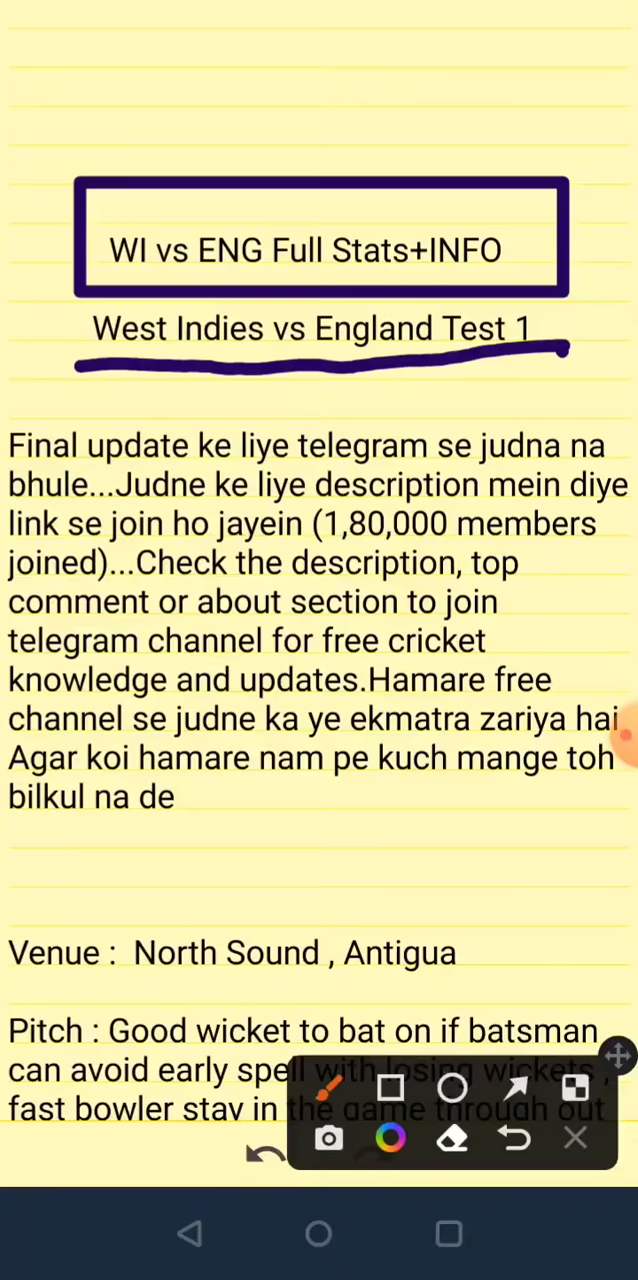 WI vs ENG Full Stats+INFO
West Indies vs England Test 1
Final update ke liye telegram se judna na
bhule...Judne ke liye description mein diye
link se join ho jayein (1,80,000 members
joined)...Check the description, top
comment or about section to join
telegram channel for free cricket
knowledge and updates.Hamare free
channel se judne ka ye ekmatra zariya hai
Agar koi hamare nam pe kuch mange toh
bilkul na de
Venue : North Sound , Antigua
Pitch : Good wicket to bat on if batsman
can avoid early spell with losing wickets ,
fast bowler stay in the game through out